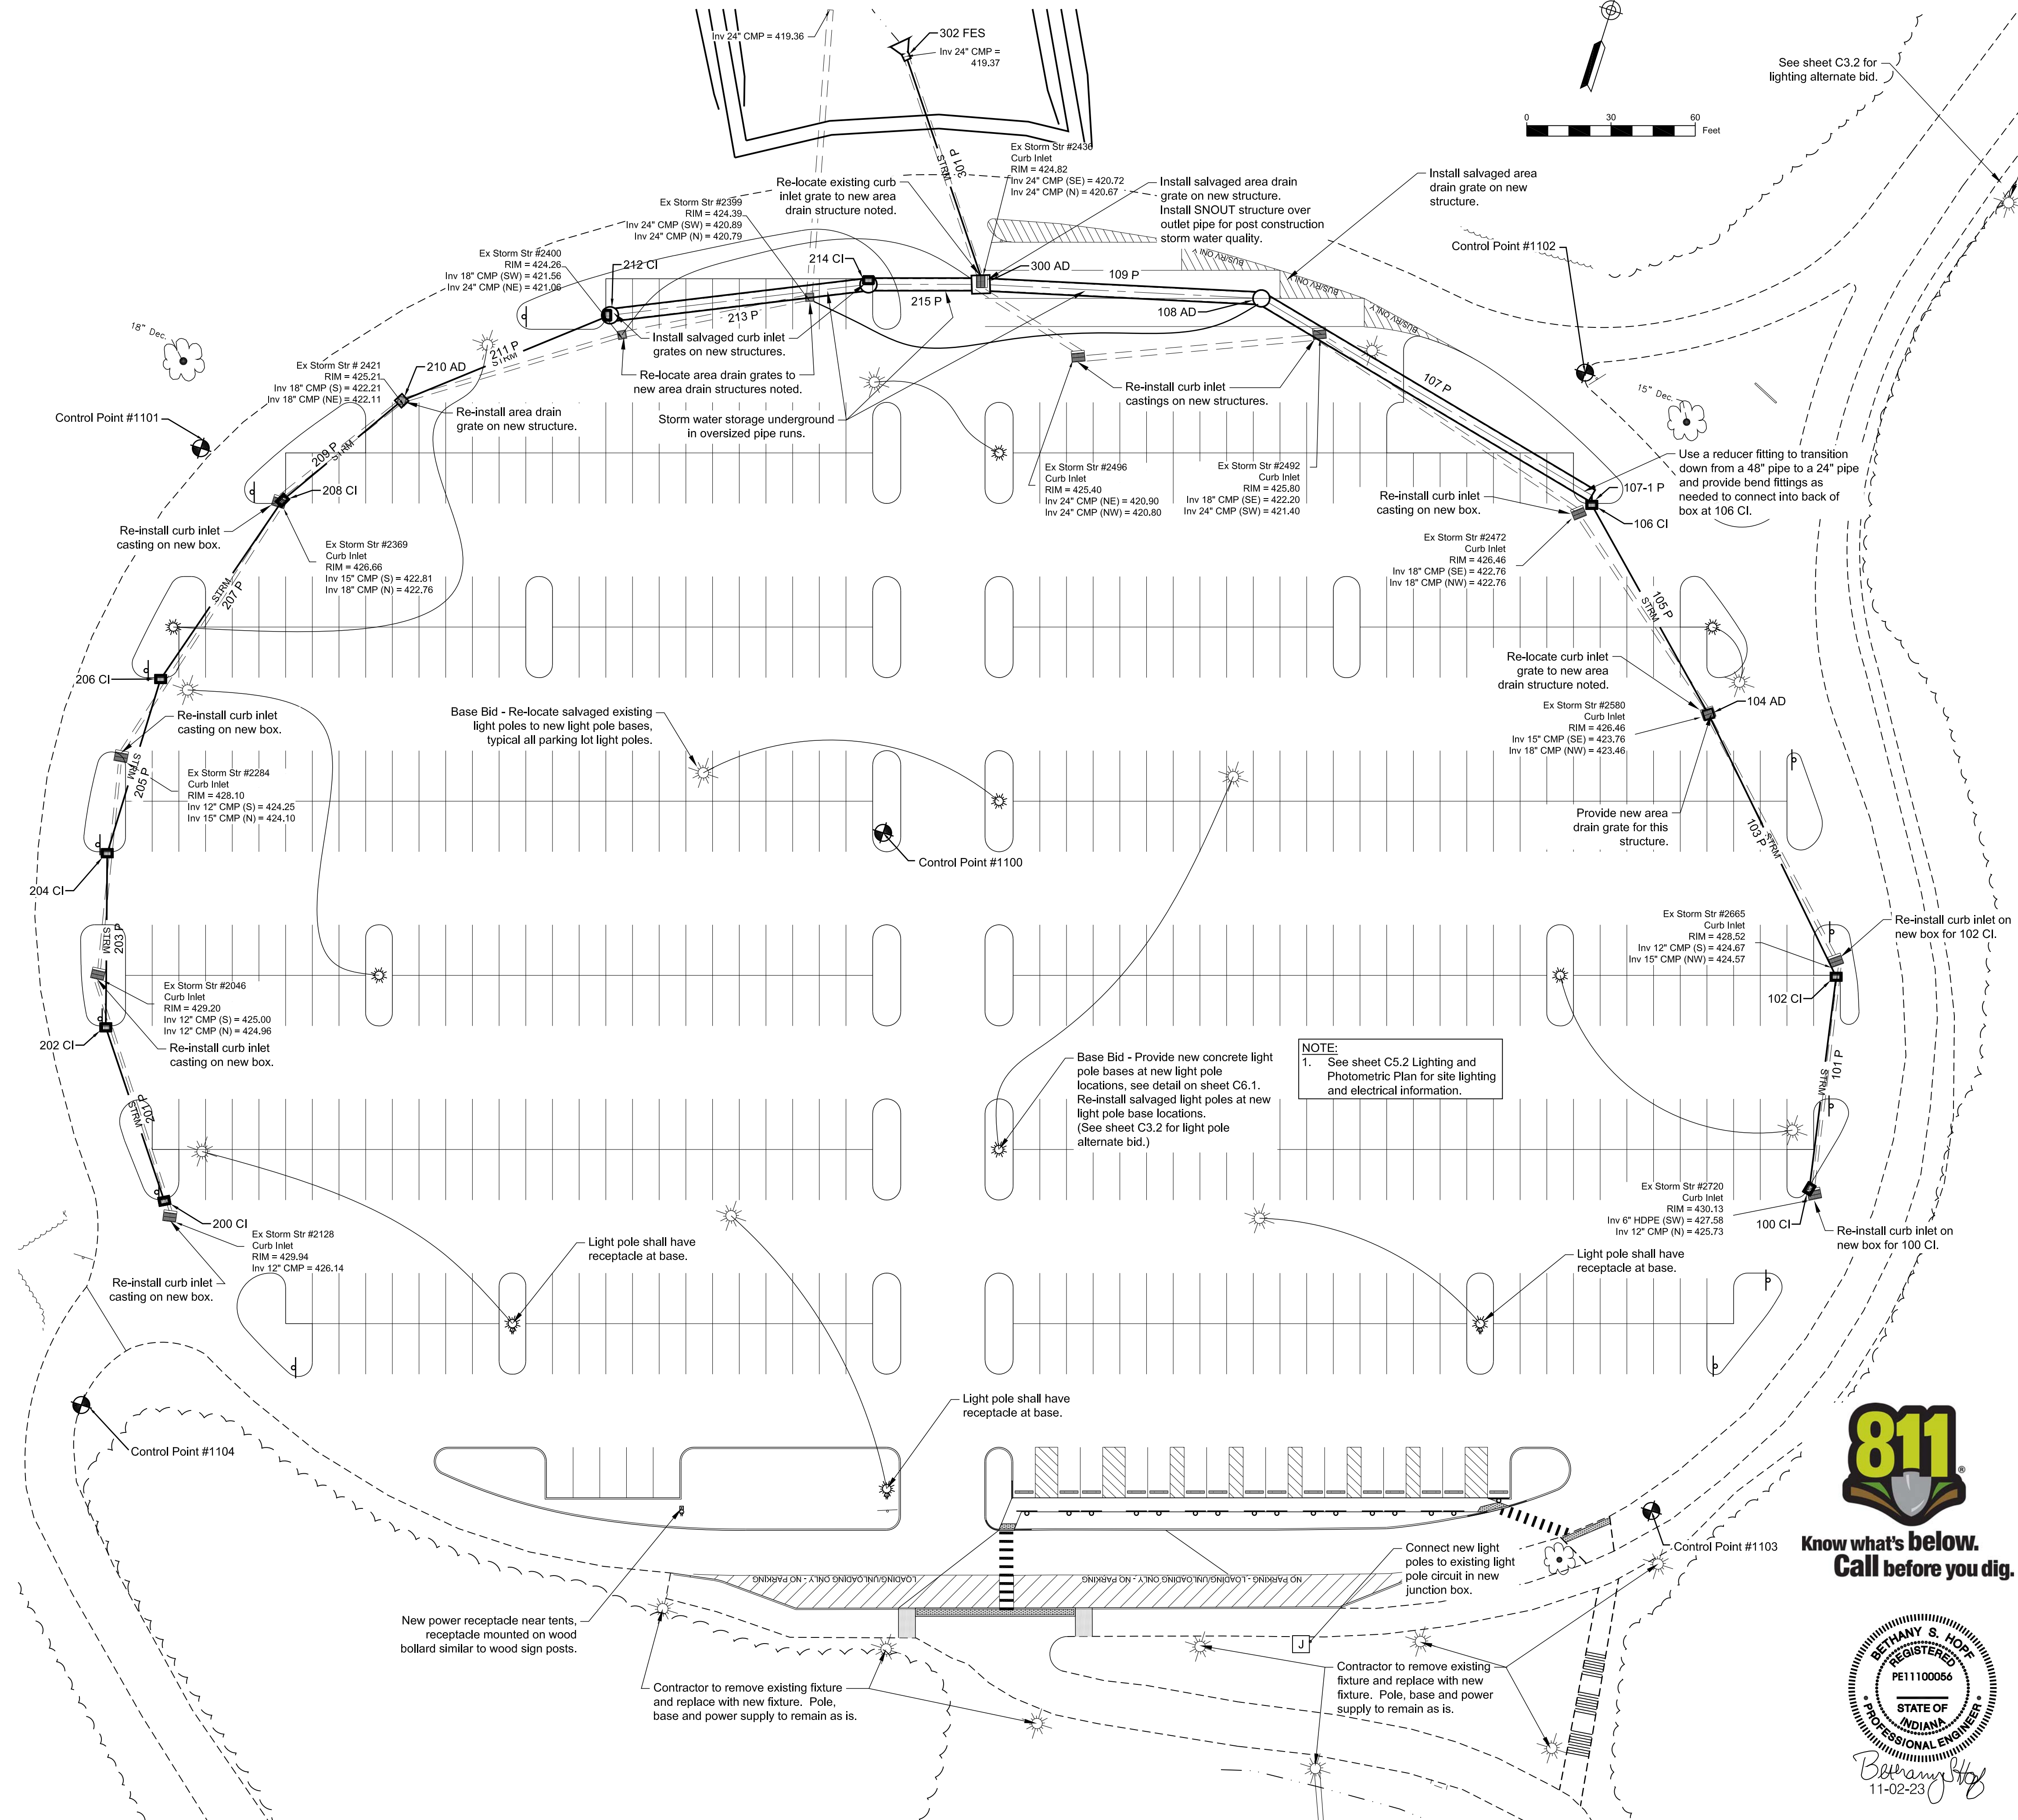 Inv 24" CMP = 419.36
302 FES
Inv 24" CMP =
419.37
See sheet C3.2 for
lighting alternate bid.
0
30
60
Feet
301 P
STRM
Ex Storm Str #2436
Curb Inlet
RIM = 424.82
Inv 24" CMP (SE) = 420.72
Inv 24" CMP (N) = 420.67
Re-locate existing curb
inlet grate to new area
drain structure noted.
Install salvaged area drain
grate on new structure.
Install SNOUT structure over
outlet pipe for post construction
storm water quality.
Install salvaged area
drain grate on new
structure.
Ex Storm Str #2399
RIM = 424.39
Inv 24" CMP (SW) = 420.89
Inv 24" CMP (N) = 420.79
Control Point #1102
Ex Storm Str #2400
RIM = 424.26
Inv 18" CMP (SW) = 421.56
Inv 24" CMP (NE) = 421.06
212 CI
214 CI
300 AD
109 P
BUS/RV ONLY
BUS/RV ONLY
BUS/RV ONLY
215 P
108 AD
213 P
18" Dec.
Install salvaged curb inlet
grates on new structures.
211 P
STRM
Ex Storm Str # 2421
RIM = 425.21
Inv 18" CMP (S) = 422.21
Inv 18" CMP (NE) = 422.11
210 AD
Re-locate area drain grates to
new area drain structures noted.
Re-install curb inlet
castings on new structures.
107 P
15" Dec.
Control Point #1101
Re-install area drain
grate on new structure.
Storm water storage underground
in oversized pipe runs.
209 P
STRM
Use a reducer fitting to transition
down from a 48" pipe to a 24" pipe
and provide bend fittings as
needed to connect into back of
box at 106 CI.
208 CI
Ex Storm Str #2496
Curb Inlet
RIM = 425.40
Inv 24" CMP (NE) = 420.90
Inv 24" CMP (NW) = 420.80
Ex Storm Str #2492
Curb Inlet
RIM = 425.80
Inv 18" CMP (SE) = 422.20
Inv 24" CMP (SW) = 421.40
Re-install curb inlet
casting on new box.
107-1 P
106 CI
Re-install curb inlet
casting on new box.
Ex Storm Str #2369
Curb Inlet
RIM = 426.66
Inv 15" CMP (S) = 422.81
Inv 18" CMP (N) = 422.76
Ex Storm Str #2472
Curb Inlet
RIM = 426.46
Inv 18" CMP (SE) = 422.76
Inv 18" CMP (NW) = 422.76
STRM
207 P
105 P
STRM
206 CI
Re-locate curb inlet
grate to new area
drain structure noted.
104 AD
Re-install curb inlet
casting on new box.
Base Bid - Re-locate salvaged existing
light poles to new light pole bases,
typical all parking lot light poles.
Ex Storm Str #2580
Curb Inlet
RIM = 426.46
Inv 15" CMP (SE) = 423.76
Inv 18" CMP (NW) = 423.46
STRM
205 P
Ex Storm Str #2284
Curb Inlet
RIM = 428.10
Inv 12" CMP (S) = 424.25
Inv 15" CMP (N) = 424.10
Provide new area
drain grate for this
structure.
103 P
STRM
Control Point #1100
204 CI
Ex Storm Str #2665
Curb Inlet
RIM = 428.52
Inv 12" CMP (S) = 424.67
Inv 15" CMP (NW) = 424.57
Re-install curb inlet on
new box for 102 CI.
STRM
203 P
102 CI
Ex Storm Str #2046
Curb Inlet
RIM = 429.20
Inv 12" CMP (S) = 425.00
Inv 12" CMP (N) = 424.96
202 CI
Re-install curb inlet
casting on new box.
Base Bid - Provide new concrete light
pole bases at new light pole
locations, see detail on sheet C6.1.
Re-install salvaged light poles at new
light pole base locations.
(See sheet C3.2 for light pole
alternate bid.)
NOTE:
1. See sheet C5.2 Lighting and
Photometric Plan for site lighting
and electrical information.
101 P
STRM
201 P
STRM
Ex Storm Str #2720
Curb Inlet
RIM = 430.13
Inv 6" HDPE (SW) = 427.58
Inv 12" CMP (N) = 425.73
100 CI
Re-install curb inlet on
new box for 100 CI.
200 CI
Ex Storm Str #2128
Curb Inlet
RIM = 429.94
Inv 12" CMP = 426.14
Light pole shall have
receptacle at base.
Light pole shall have
receptacle at base.
Re-install curb inlet
casting on new box.
Light pole shall have
receptacle at base.
Control Point #1104
811
®
Know what's below.
Call before you dig.
Control Point #1103
Connect new light
poles to existing light
pole circuit in new
junction box.
LOADING/UNLOADING ONLY - NO PARKING
NO PARKING - LOADING/UNLOADING ONLY - NO PARKING
New power receptacle near tents,
receptacle mounted on wood
bollard similar to wood sign posts.
J
Contractor to remove existing
fixture and replace with new
fixture. Pole, base and power
supply to remain as is.
Contractor to remove existing fixture
and replace with new fixture. Pole,
base and power supply to remain as is.
BETHANY S. HOPF
REGISTERED
PE11100056
STATE OF
INDIANA
PROFESSIONAL ENGINEER
Bethany S Hopf
11-02-23